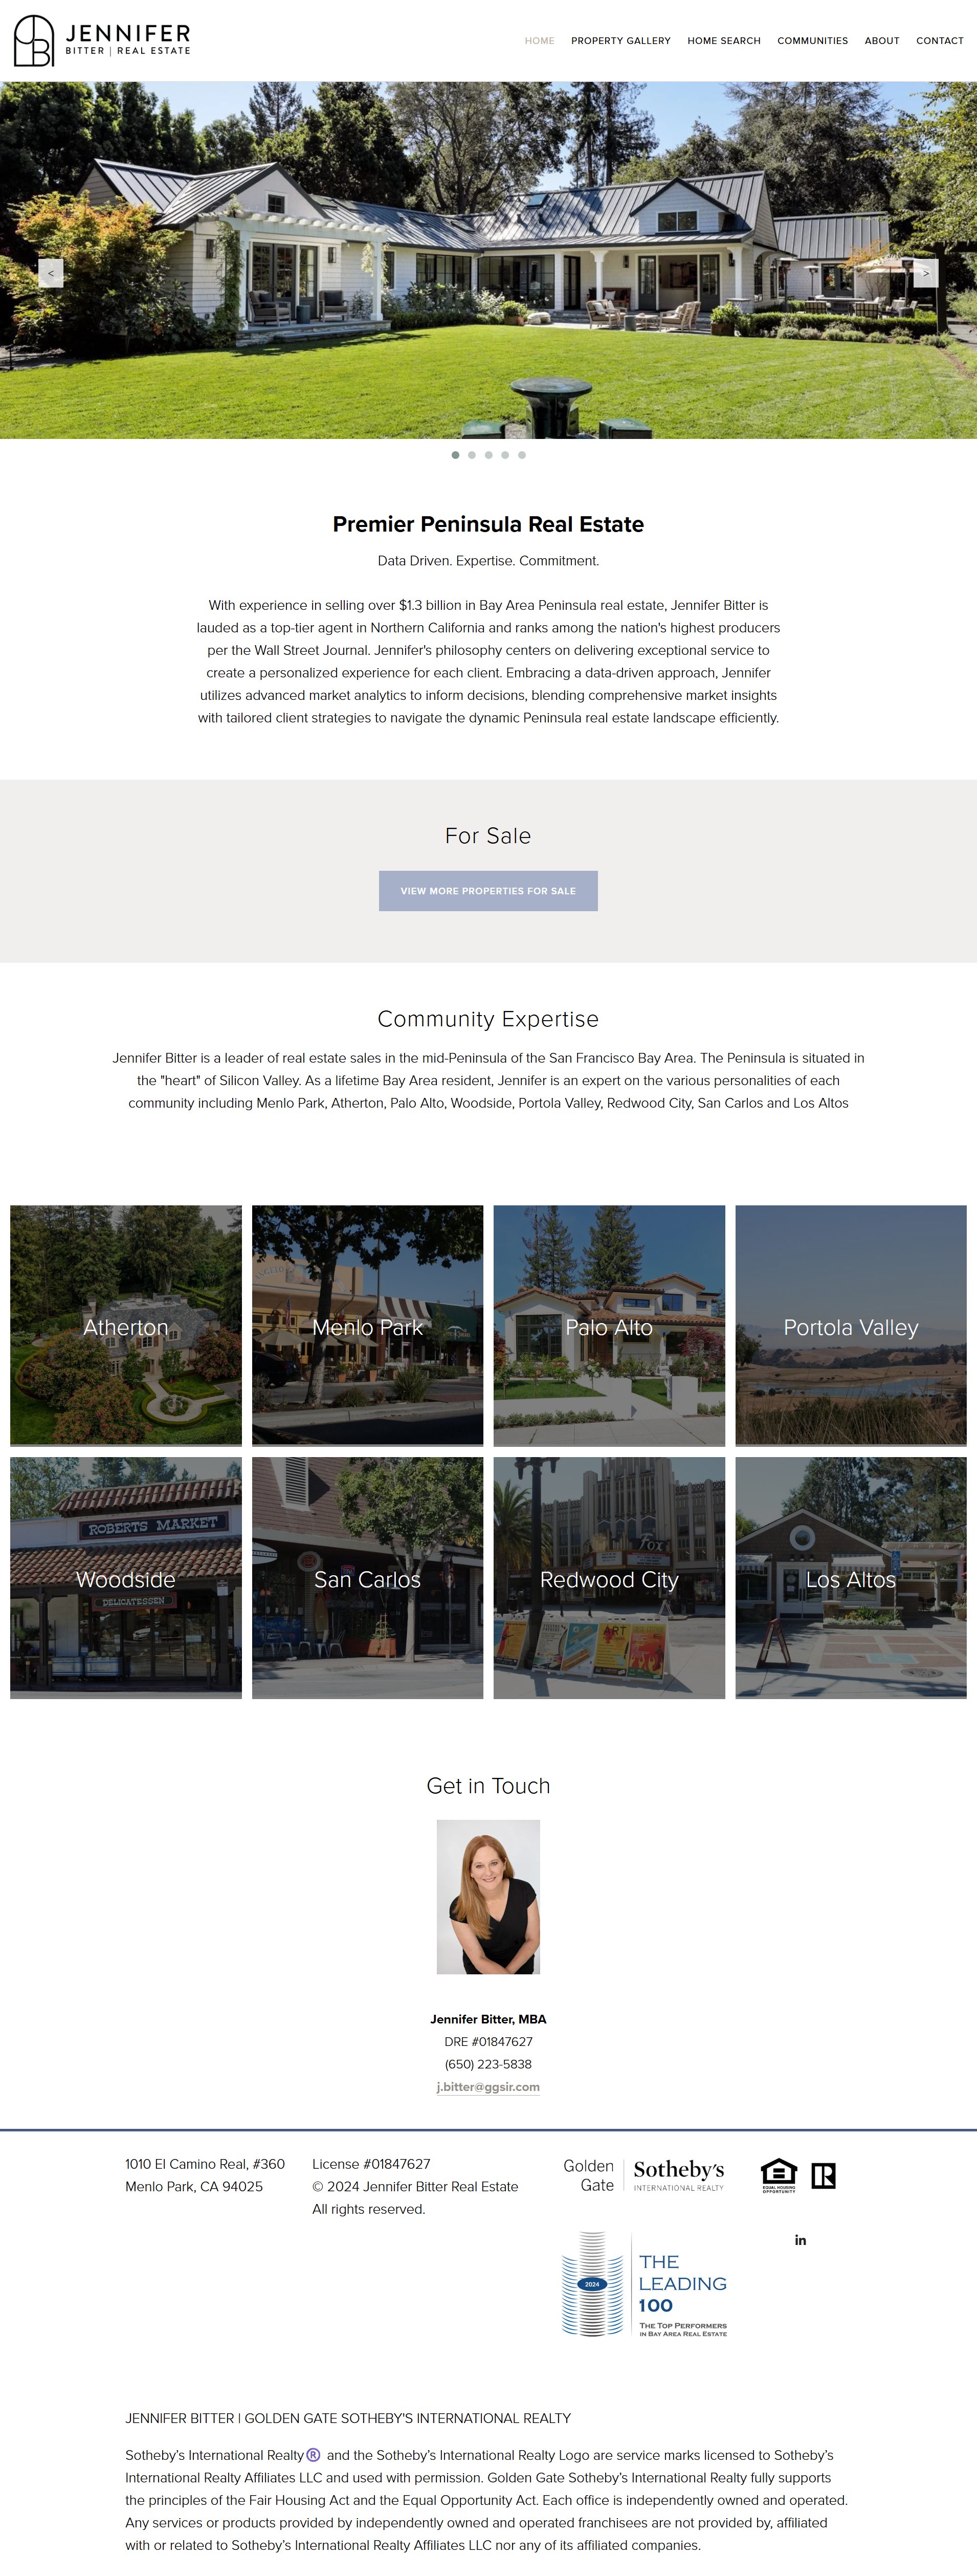 JENNIFER
BITTER | REAL ESTATE
HOME PROPERTY GALLERY HOME SEARCH COMMUNITIES ABOUT CONTACT
< >
Premier Peninsula Real Estate
Data Driven. Expertise. Commitment.
With experience in selling over $1.3 billion in Bay Area Peninsula real estate, Jennifer Bitter is
lauded as a top-tier agent in Northern California and ranks among the nation's highest producers
per the Wall Street Journal. Jennifer's philosophy centers on delivering exceptional service to
create a personalized experience for each client. Embracing a data-driven approach, Jennifer
utilizes advanced market analytics to inform decisions, blending comprehensive market insights
with tailored client strategies to navigate the dynamic Peninsula real estate landscape efficiently.
For Sale
VIEW MORE PROPERTIES FOR SALE
Community Expertise
Jennifer Bitter is a leader of real estate sales in the mid-Peninsula of the San Francisco Bay Area. The Peninsula is situated in
the "heart" of Silicon Valley. As a lifetime Bay Area resident, Jennifer is an expert on the various personalities of each
community including Menlo Park, Atherton, Palo Alto, Woodside, Portola Valley, Redwood City, San Carlos and Los Altos
Atherton
Menlo Park
Palo Alto
Portola Valley
ROBERTS MARKET
Woodside
DELICATESSEN
San Carlos
Fox
Redwood City
ART
Los Altos
Get in Touch
Jennifer Bitter, MBA
DRE #01847627
(650) 223-5838
j.bitter@ggsir.com
1010 El Camino Real, #360
Menlo Park, CA 94025
License #01847627
© 2024 Jennifer Bitter Real Estate
All rights reserved.
Golden
Gate
Sotheby's
INTERNATIONAL REALTY
EQUAL HOUSING
OPPORTUNITY
R
in
2024
THE
LEADING
100
THE TOP PERFORMERS
IN BAY AREA REAL ESTATE
JENNIFER BITTER | GOLDEN GATE SOTHEBY'S INTERNATIONAL REALTY
Sotheby’s International Realty® and the Sotheby’s International Realty Logo are service marks licensed to Sotheby’s
International Realty Affiliates LLC and used with permission. Golden Gate Sotheby’s International Realty fully supports
the principles of the Fair Housing Act and the Equal Opportunity Act. Each office is independently owned and operated.
Any services or products provided by independently owned and operated franchisees are not provided by, affiliated
with or related to Sotheby’s International Realty Affiliates LLC nor any of its affiliated companies.